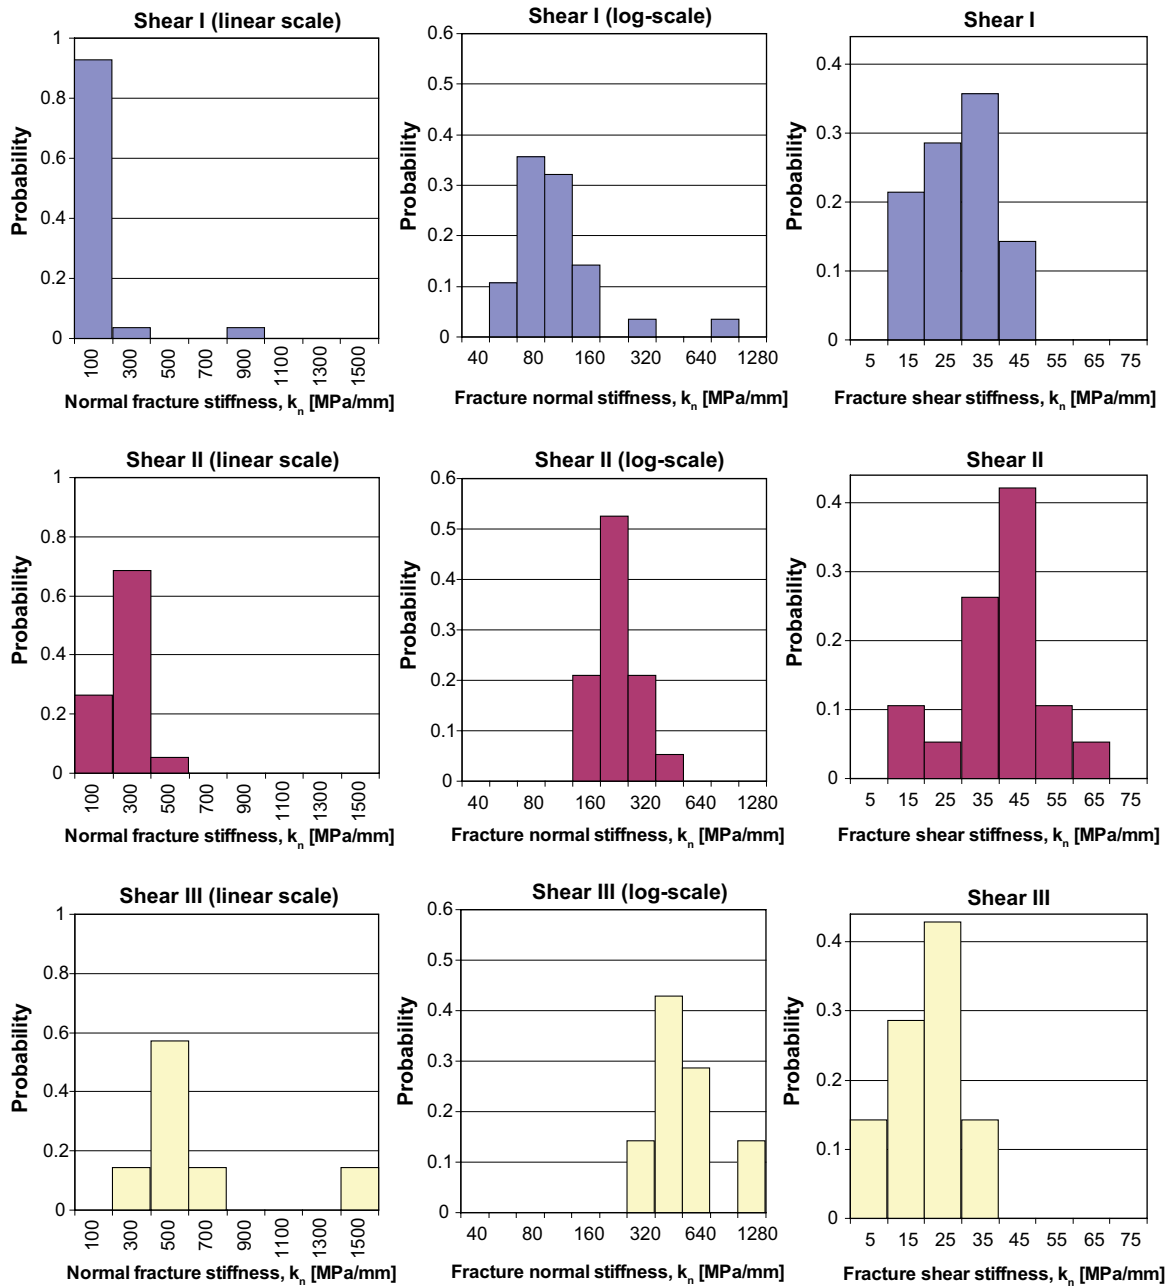 Shear I (linear scale)
1
0.8
0.6
0.4
0.2
0
Probability
100 300 500 700 900 1100 1300 1500
Normal fracture stiffness, kn [MPa/mm]
Shear I (log-scale)
0.6
0.5
0.4
0.3
0.2
0.1
0
Probability
40 80 160 320 640 1280
Fracture normal stiffness, kn [MPa/mm]
Shear I
0.4
0.3
0.2
0.1
0
Probability
5 15 25 35 45 55 65 75
Fracture shear stiffness, kn [MPa/mm]
Shear II (linear scale)
1
0.8
0.6
0.4
0.2
0
Probability
100 300 500 700 900 1100 1300 1500
Normal fracture stiffness, kn [MPa/mm]
Shear II (log-scale)
0.6
0.5
0.4
0.3
0.2
0.1
0
Probability
40 80 160 320 640 1280
Fracture normal stiffness, kn [MPa/mm]
Shear II
0.4
0.3
0.2
0.1
0
Probability
5 15 25 35 45 55 65 75
Fracture shear stiffness, kn [MPa/mm]
Shear III (linear scale)
1
0.8
0.6
0.4
0.2
0
Probability
100 300 500 700 900 1100 1300 1500
Normal fracture stiffness, kn [MPa/mm]
Shear III (log-scale)
0.6
0.5
0.4
0.3
0.2
0.1
0
Probability
40 80 160 320 640 1280
Fracture normal stiffness, kn [MPa/mm]
Shear III
0.4
0.3
0.2
0.1
0
Probability
5 15 25 35 45 55 65 75
Fracture shear stiffness, kn [MPa/mm]